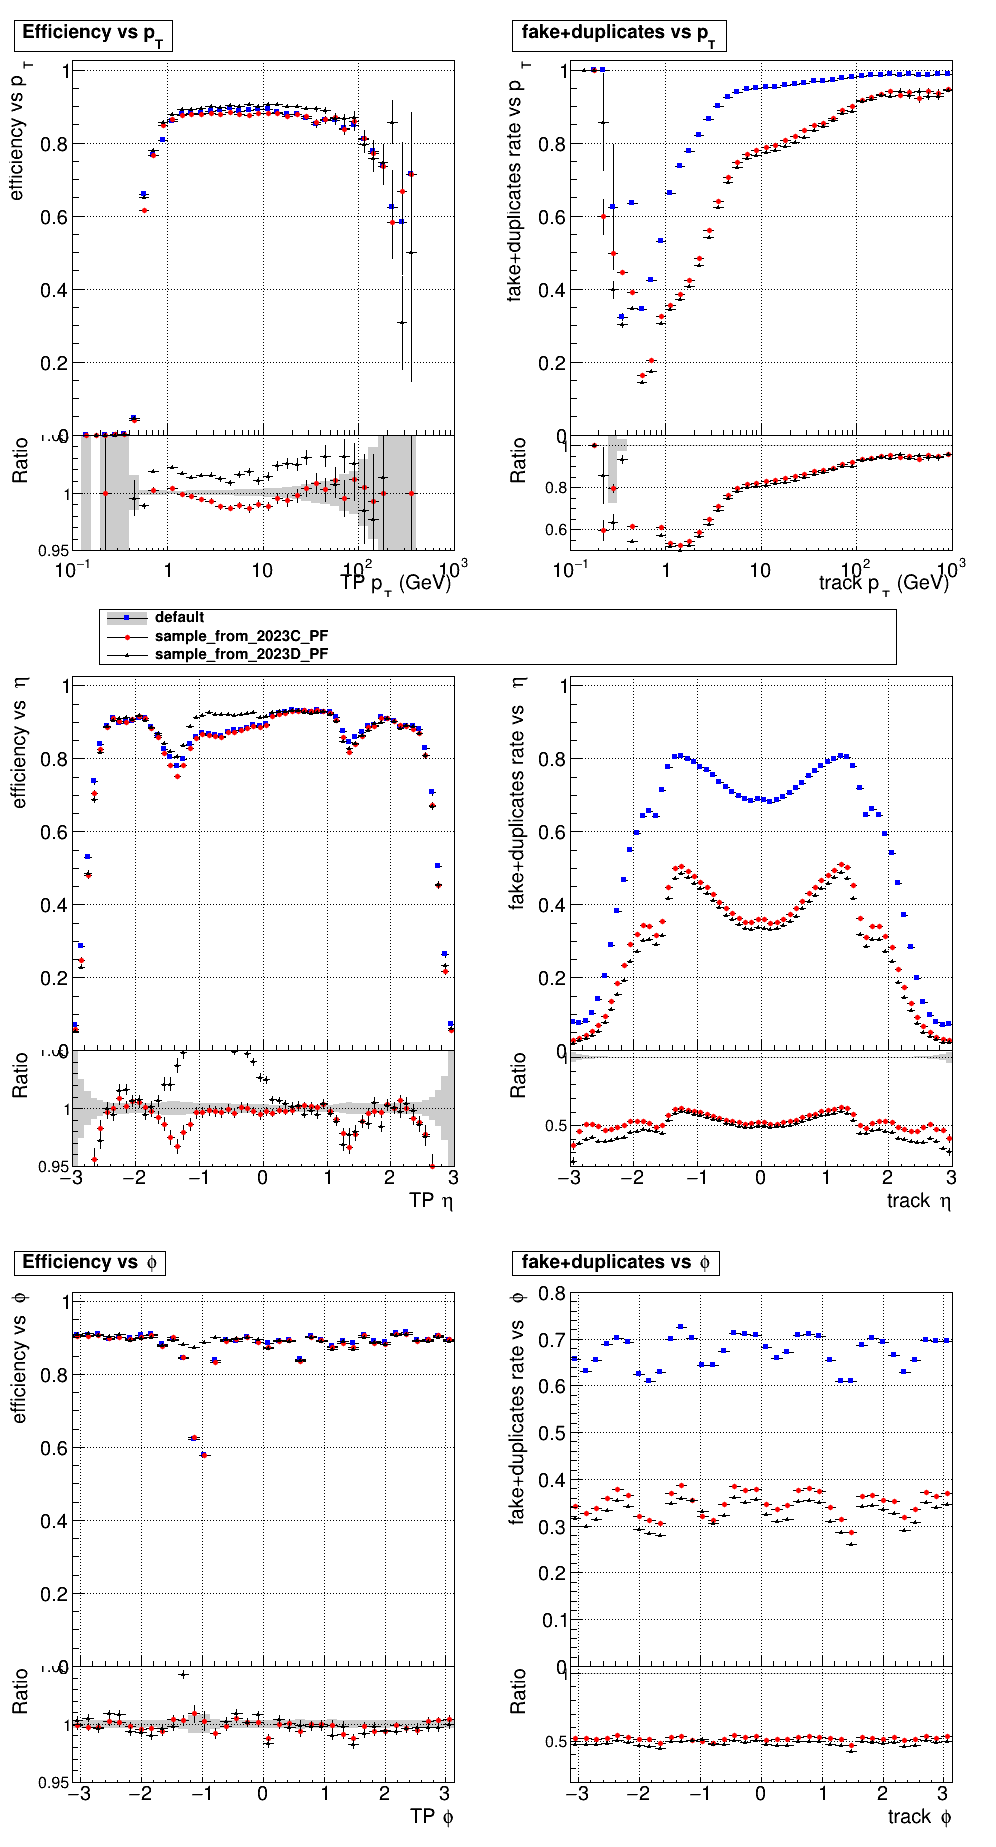 Efficiency vs p_T
fake+duplicates vs p_T
efficiency vs p_T
1
0.8
0.6
0.4
0.2
0
fake+duplicates rate vs p_T
1
0.8
0.6
0.4
0.2
0
Ratio
1
0.95
10⁻¹ 1 10 10² 10³
TP p_T (GeV)
Ratio
1
0.8
0.6
10⁻¹ 1 10 10² 10³
track p_T (GeV)
default
sample_from_2023C_PF
sample_from_2023D_PF
efficiency vs η
1
0.8
0.6
0.4
0.2
0
fake+duplicates rate vs η
1
0.8
0.6
0.4
0.2
0
Ratio
1
0.95
−3 −2 −1 0 1 2 3
TP η
Ratio
1
0.5
−3 −2 −1 0 1 2 3
track η
Efficiency vs ϕ
fake+duplicates vs ϕ
efficiency vs ϕ
1
0.8
0.6
0.4
0.2
0
fake+duplicates rate vs ϕ
0.8
0.7
0.6
0.5
0.4
0.3
0.2
0.1
0
Ratio
1
0.95
−3 −2 −1 0 1 2 3
TP ϕ
Ratio
1
0.5
−3 −2 −1 0 1 2 3
track ϕ